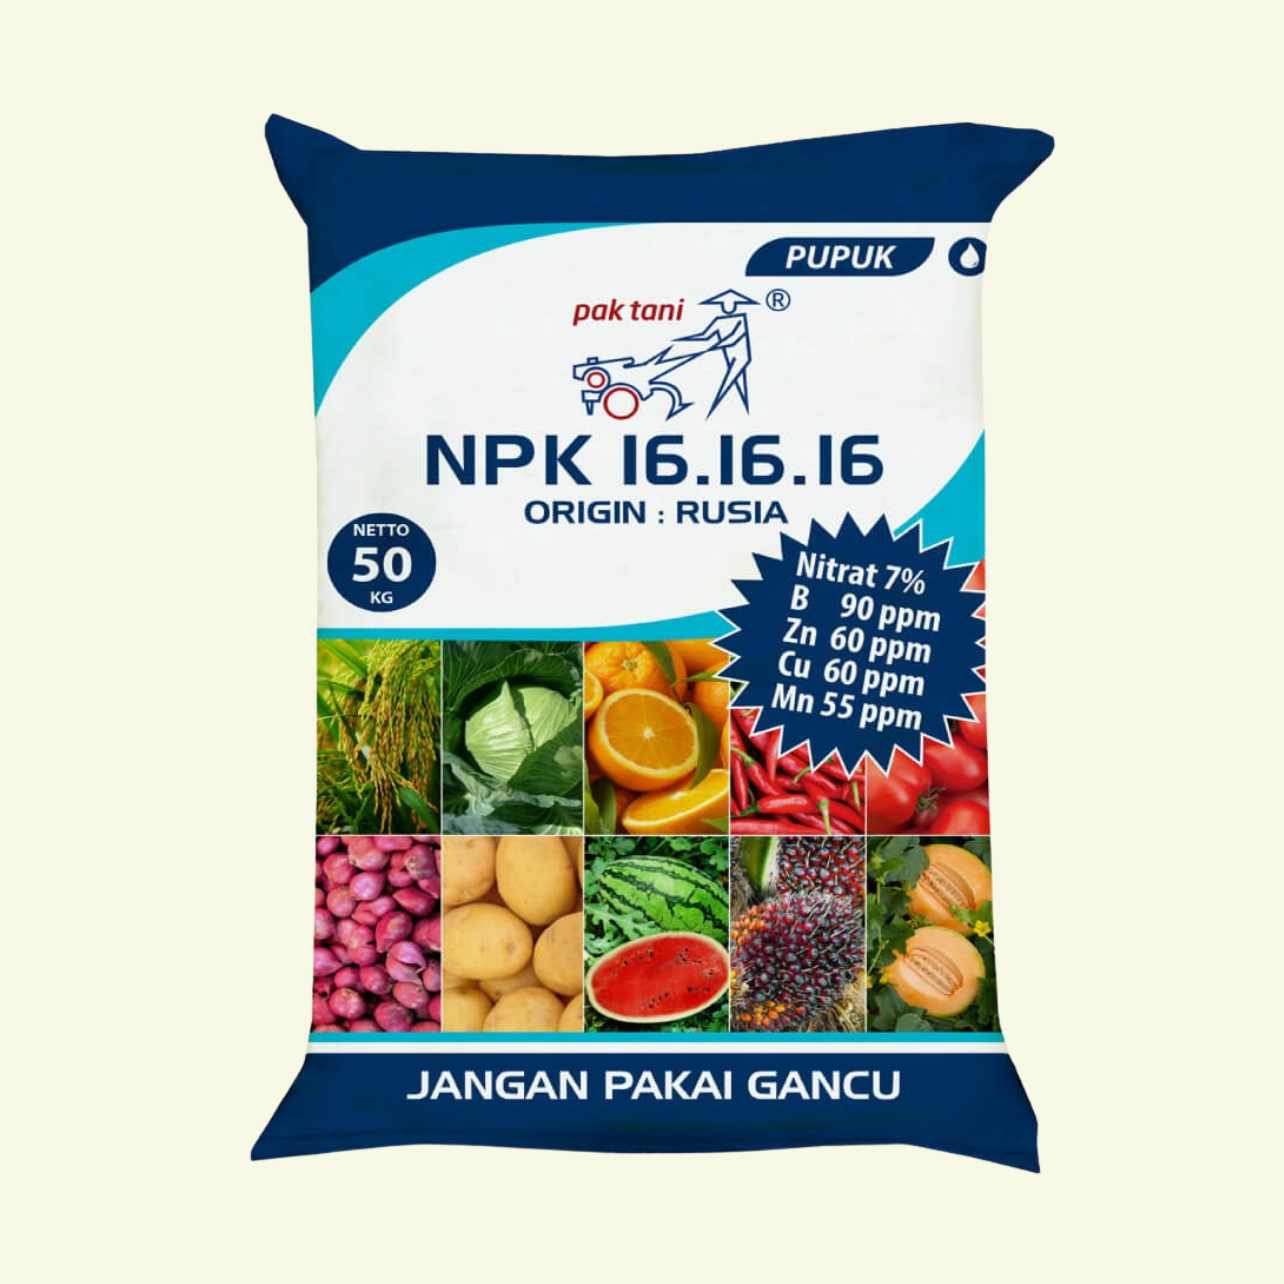 PUPUK
pak tani ®
NPK 16.16.16
ORIGIN : RUSIA
NETTO
50
KG
Nitrat 7%
B 90 ppm
Zn 60 ppm
Cu 60 ppm
Mn 55 ppm
JANGAN PAKAI GANCU